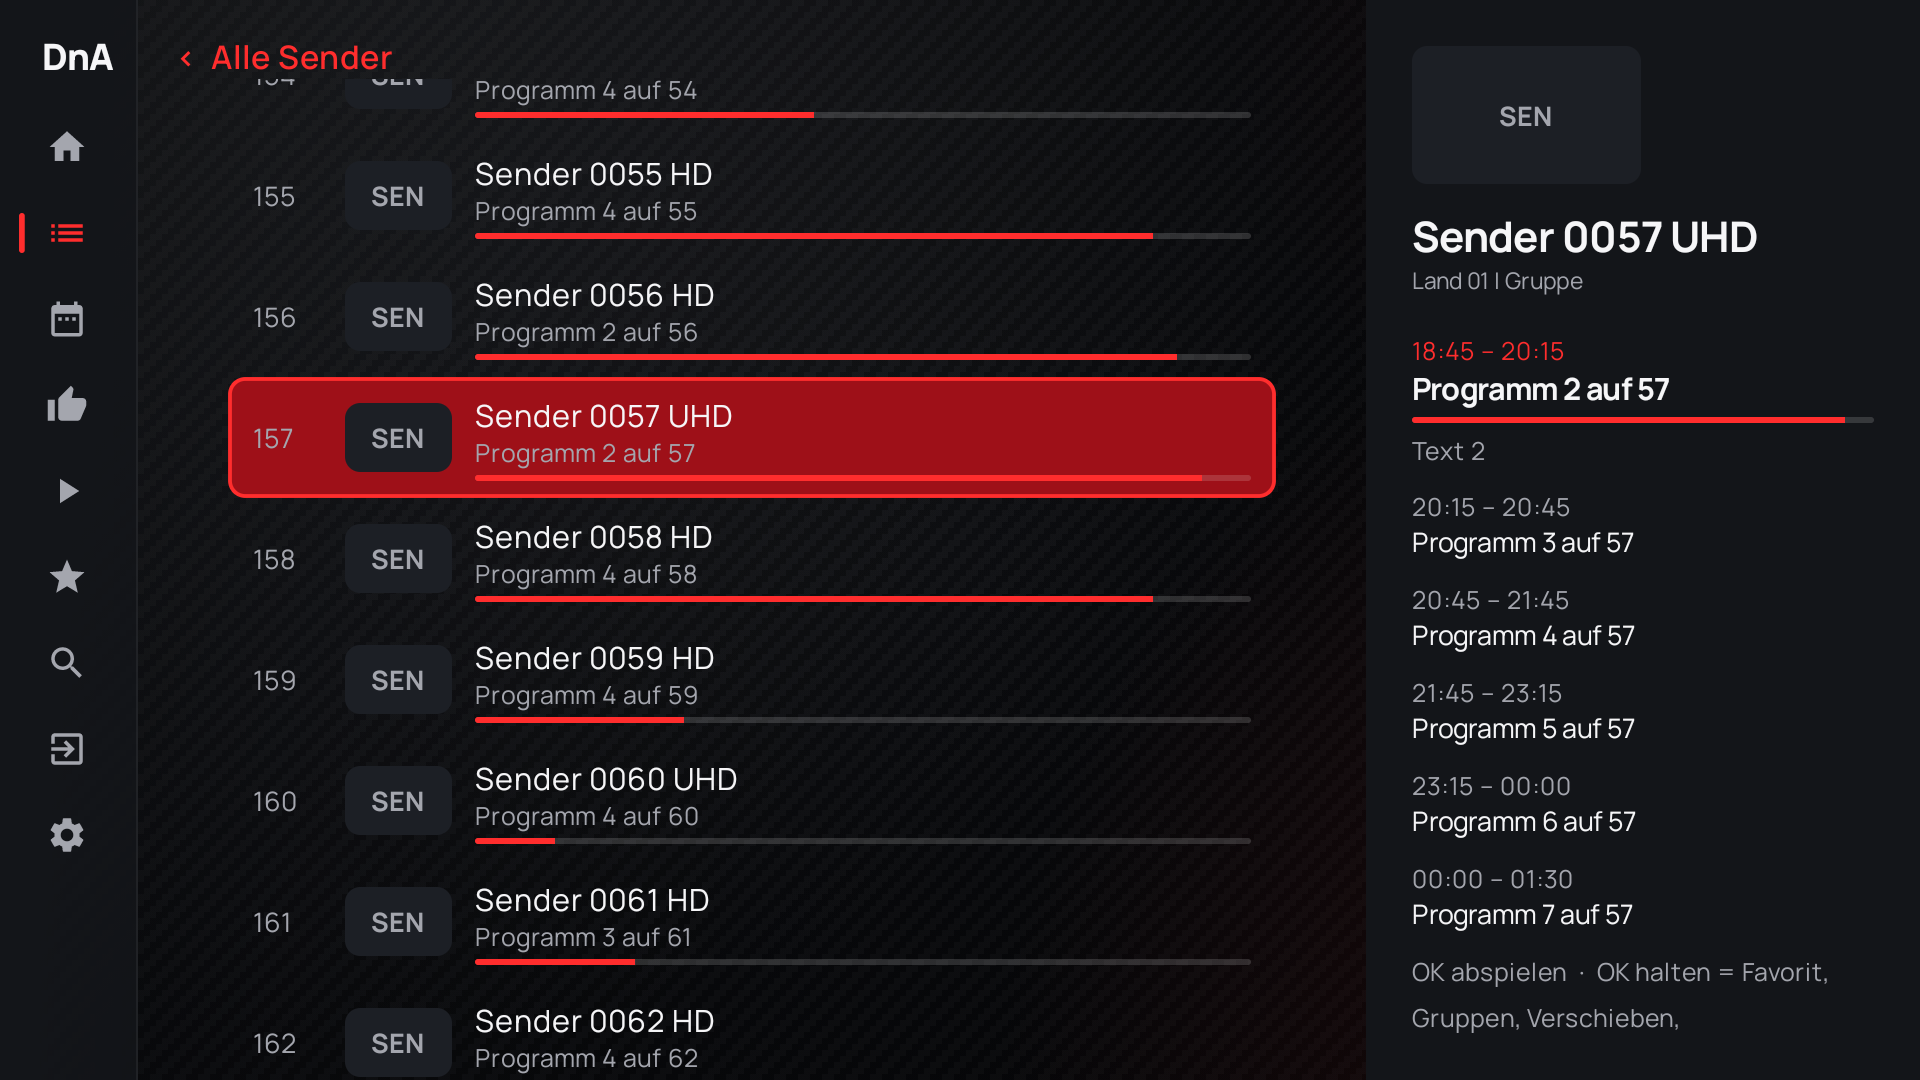 DnA
Alle Sender
Programm 4 auf 54
155
SEN
Sender 0055 HD
Programm 4 auf 55
156
SEN
Sender 0056 HD
Programm 2 auf 56
157
SEN
Sender 0057 UHD
Programm 2 auf 57
158
SEN
Sender 0058 HD
Programm 4 auf 58
159
SEN
Sender 0059 HD
Programm 4 auf 59
160
SEN
Sender 0060 UHD
Programm 4 auf 60
161
SEN
Sender 0061 HD
Programm 3 auf 61
162
SEN
Sender 0062 HD
Programm 4 auf 62
SEN
Sender 0057 UHD
Land 01 | Gruppe
18:45 – 20:15
Programm 2 auf 57
Text 2
20:15 – 20:45
Programm 3 auf 57
20:45 – 21:45
Programm 4 auf 57
21:45 – 23:15
Programm 5 auf 57
23:15 – 00:00
Programm 6 auf 57
00:00 – 01:30
Programm 7 auf 57
OK abspielen · OK halten = Favorit,
Gruppen, Verschieben,